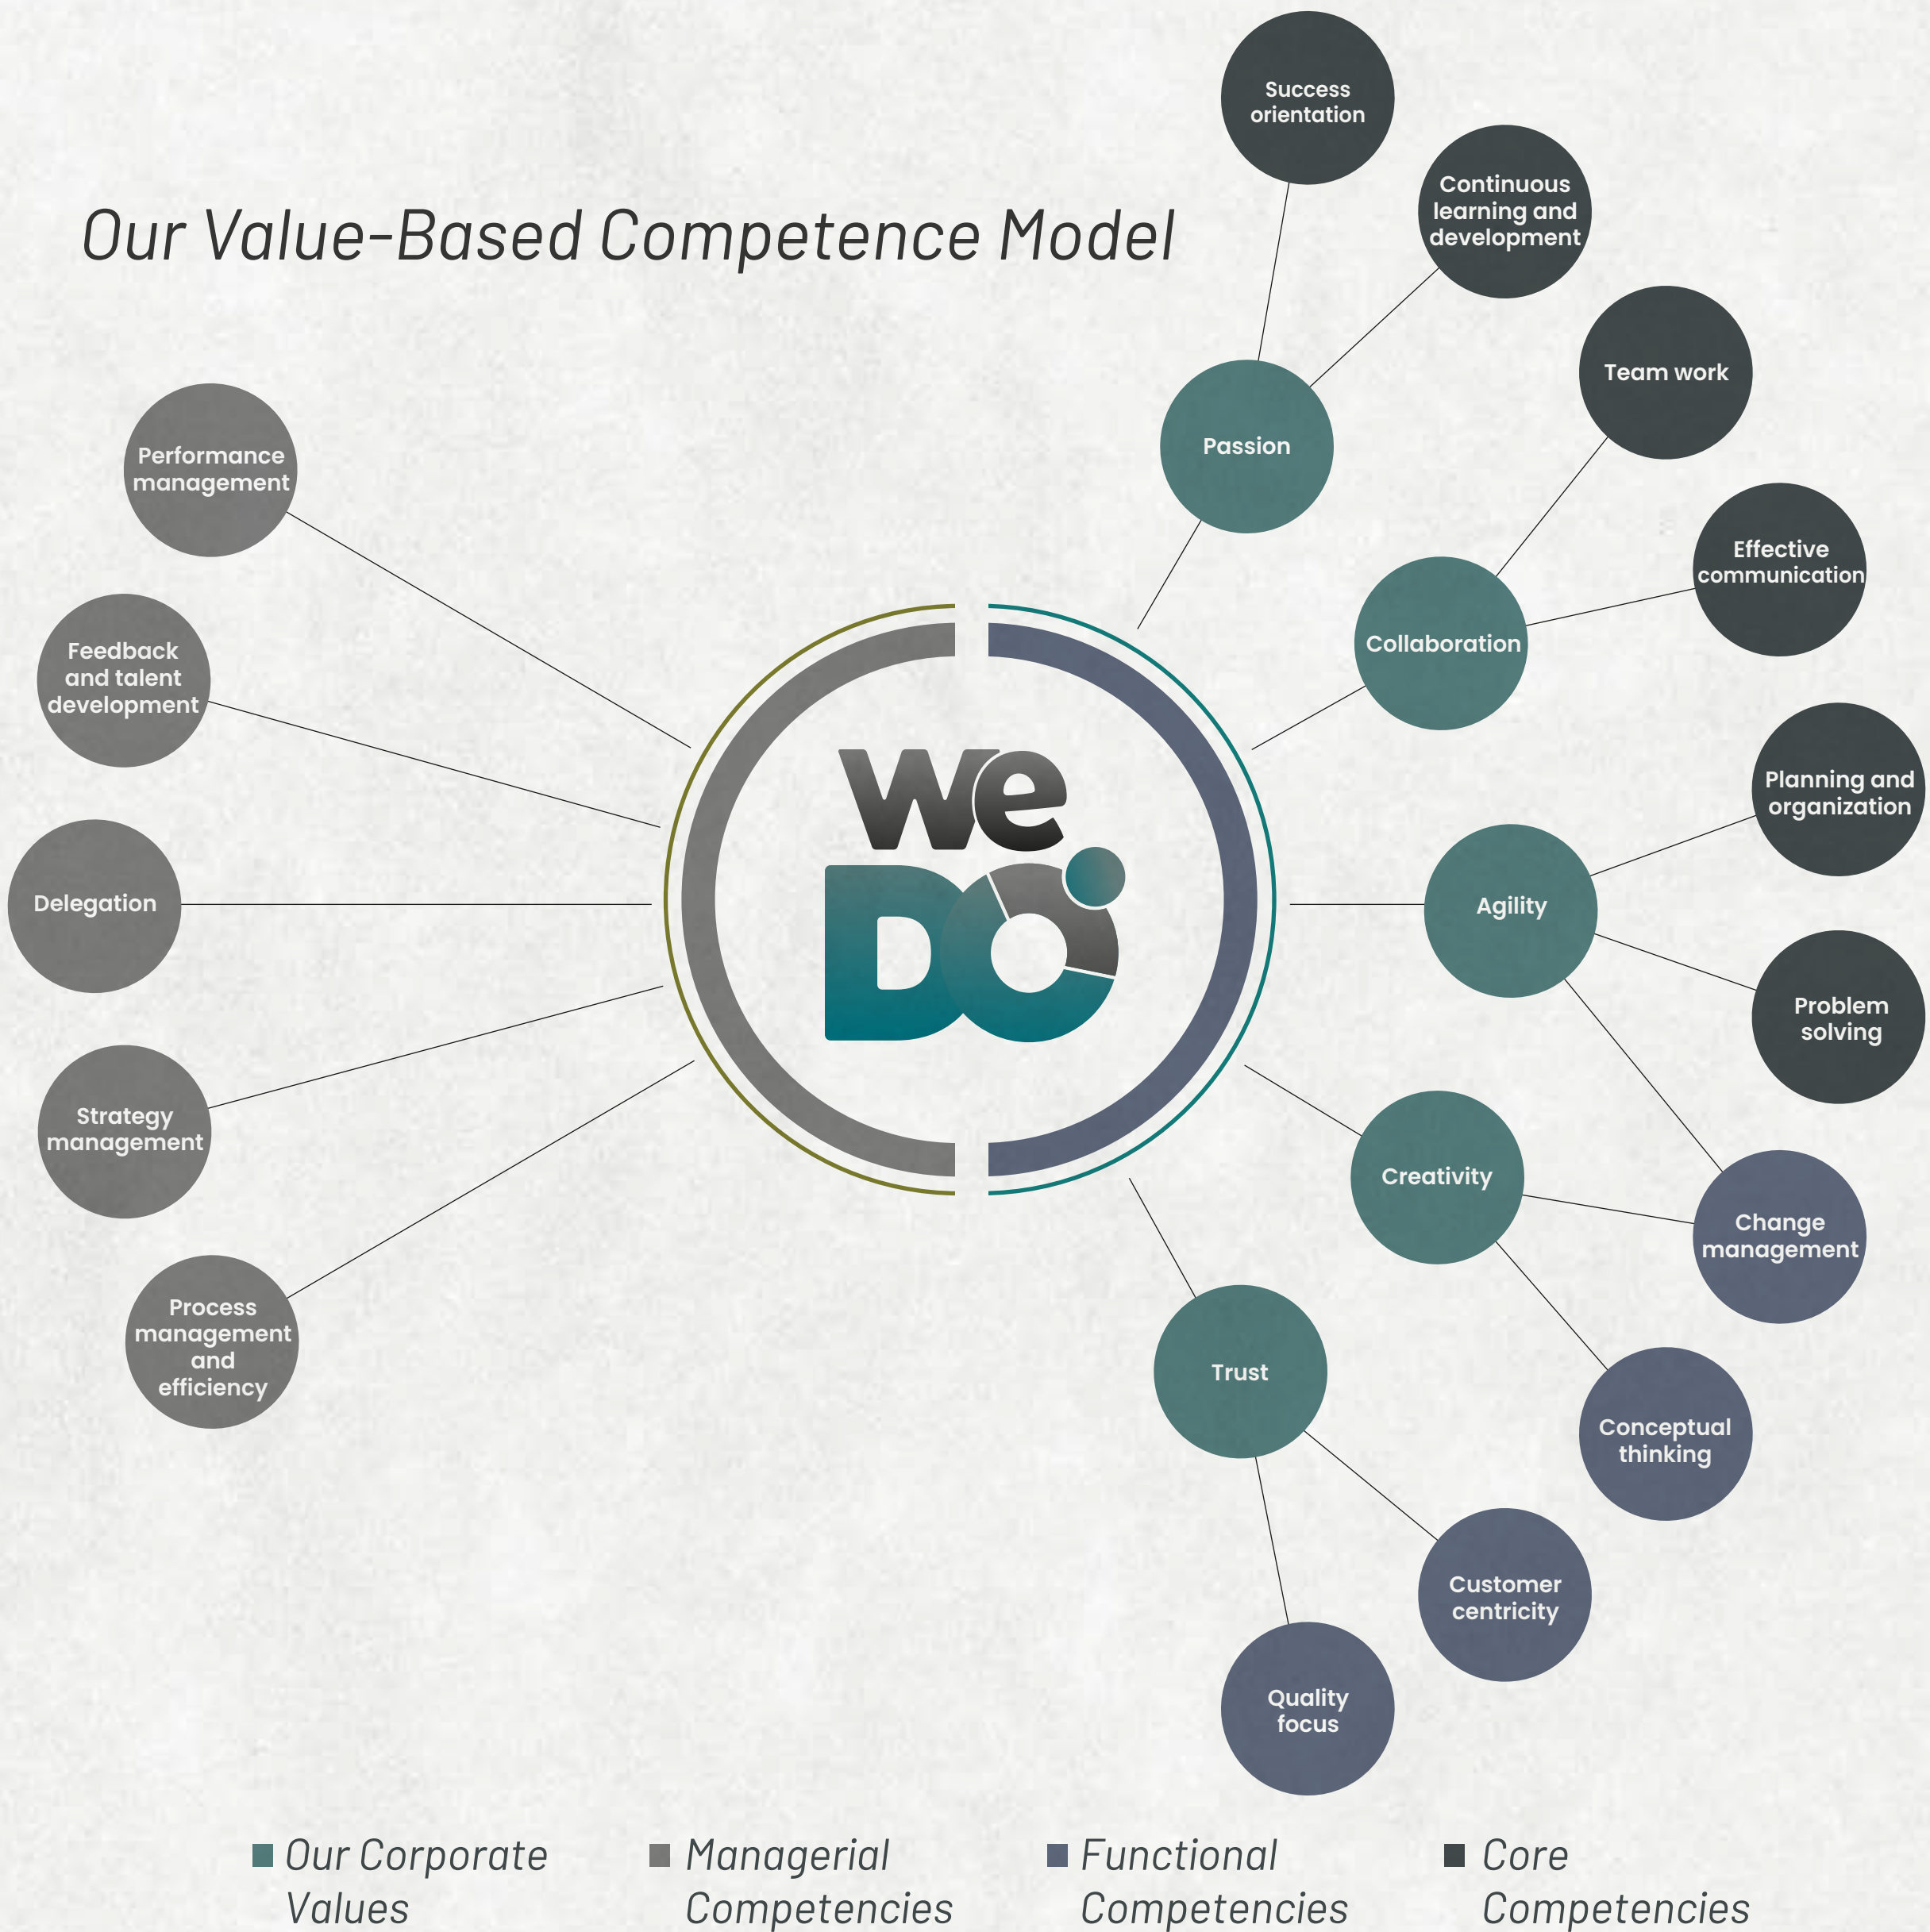 Our Value-Based Competence Model
Success
orientation
Continuous
learning and
development
Team work
Effective
communication
Planning and
organization
Problem
solving
Change
management
Conceptual
thinking
Customer
centricity
Quality
focus
Passion
Collaboration
Agility
Creativity
Trust
Performance
management
Feedback
and talent
development
Delegation
Strategy
management
Process
management
and
efficiency
we
DO
Our Corporate
Values
Managerial
Competencies
Functional
Competencies
Core
Competencies